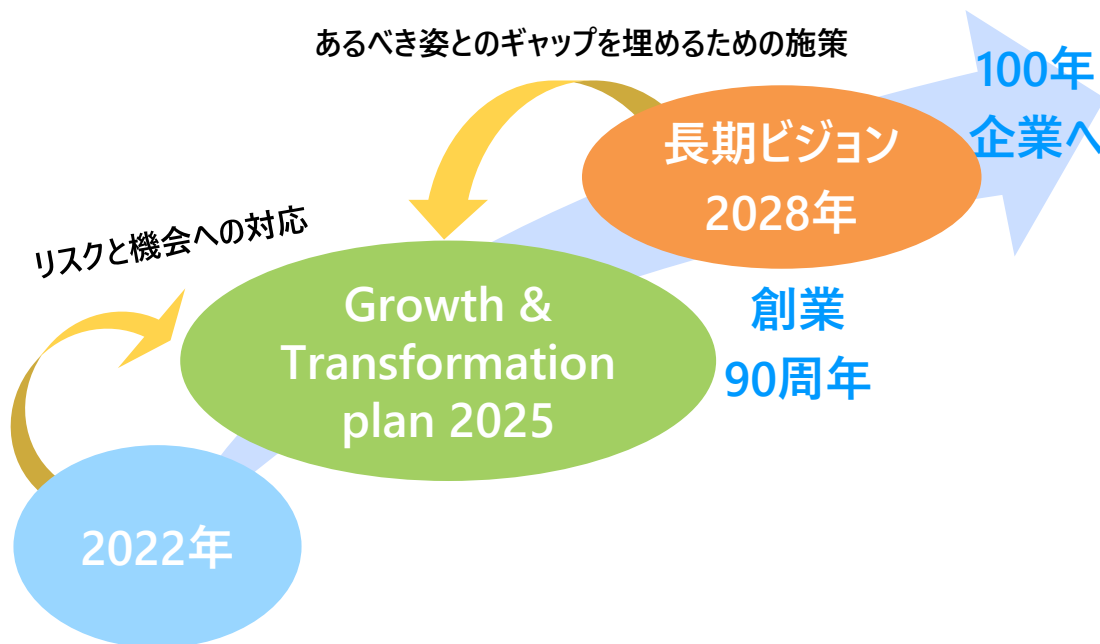 あるべき姿とのギャップを埋めるための施策
100年
企業へ
長期ビジョン
2028年
リスクと機会への対応
Growth &
Transformation
plan 2025
創業
90周年
2022年